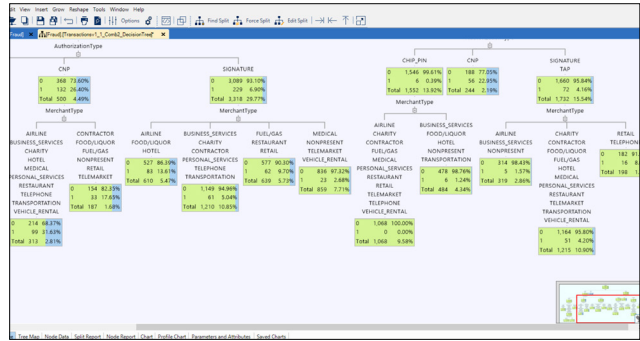 dit View Insert Grow Reshape Tools Window Help
Options Find Split Force Split Edit Split
Fraud] [Fraud].[Transactions+1_1_Comb2_DecisionTree]*
AuthorizationType
CNP
0 368 73.60%
1 132 26.40%
Total 500 4.49%
SIGNATURE
0 3,089 93.10%
1 229 6.90%
Total 3,318 29.77%
CHIP_PIN
0 1,546 99.61%
1 6 0.39%
Total 1,552 13.92%
CNP
0 188 77.05%
1 56 22.95%
Total 244 2.19%
SIGNATURE
TAP
0 1,660 95.84%
1 72 4.16%
Total 1,732 15.54%
MerchantType
AIRLINE
BUSINESS_SERVICES
CHARITY
HOTEL
MEDICAL
PERSONAL_SERVICES
RESTAURANT
TELEPHONE
TRANSPORTATION
VEHICLE_RENTAL
0 214 68.37%
1 99 31.63%
Total 313 2.81%
CONTRACTOR
FOOD/LIQUOR
FUEL/GAS
NONPRESENT
RETAIL
TELEMARKET
0 154 82.35%
1 33 17.65%
Total 187 1.68%
MerchantType
AIRLINE
FOOD/LIQUOR
HOTEL
0 527 86.39%
1 83 13.61%
Total 610 5.47%
BUSINESS_SERVICES
CHARITY
CONTRACTOR
PERSONAL_SERVICES
TELEPHONE
TRANSPORTATION
0 1,149 94.96%
1 61 5.04%
Total 1,210 10.85%
FUEL/GAS
RESTAURANT
RETAIL
0 577 90.30%
1 62 9.70%
Total 639 5.73%
MEDICAL
NONPRESENT
TELEMARKET
VEHICLE_RENTAL
0 836 97.32%
1 23 2.68%
Total 859 7.71%
MerchantType
AIRLINE
CHARITY
CONTRACTOR
FUEL/GAS
MEDICAL
PERSONAL_SERVICES
RESTAURANT
RETAIL
TELEMARKET
TELEPHONE
VEHICLE_RENTAL
0 1,068 100.00%
1 0 0.00%
Total 1,068 9.58%
BUSINESS_SERVICES
FOOD/LIQUOR
HOTEL
NONPRESENT
TRANSPORTATION
0 478 98.76%
1 6 1.24%
Total 484 4.34%
MerchantType
AIRLINE
BUSINESS_SERVICES
NONPRESENT
0 314 98.43%
1 5 1.57%
Total 319 2.86%
CHARITY
CONTRACTOR
FOOD/LIQUOR
FUEL/GAS
HOTEL
MEDICAL
PERSONAL_SERVICES
RESTAURANT
TELEMARKET
TRANSPORTATION
VEHICLE_RENTAL
0 1,164 95.80%
1 51 4.20%
Total 1,215 10.90%
RETAIL
TELEPHON
0 182 91.
1 16 8.
Total 198 1.
Tree Map Node Data Split Report Node Report Chart Profile Chart Parameters and Attributes Saved Charts